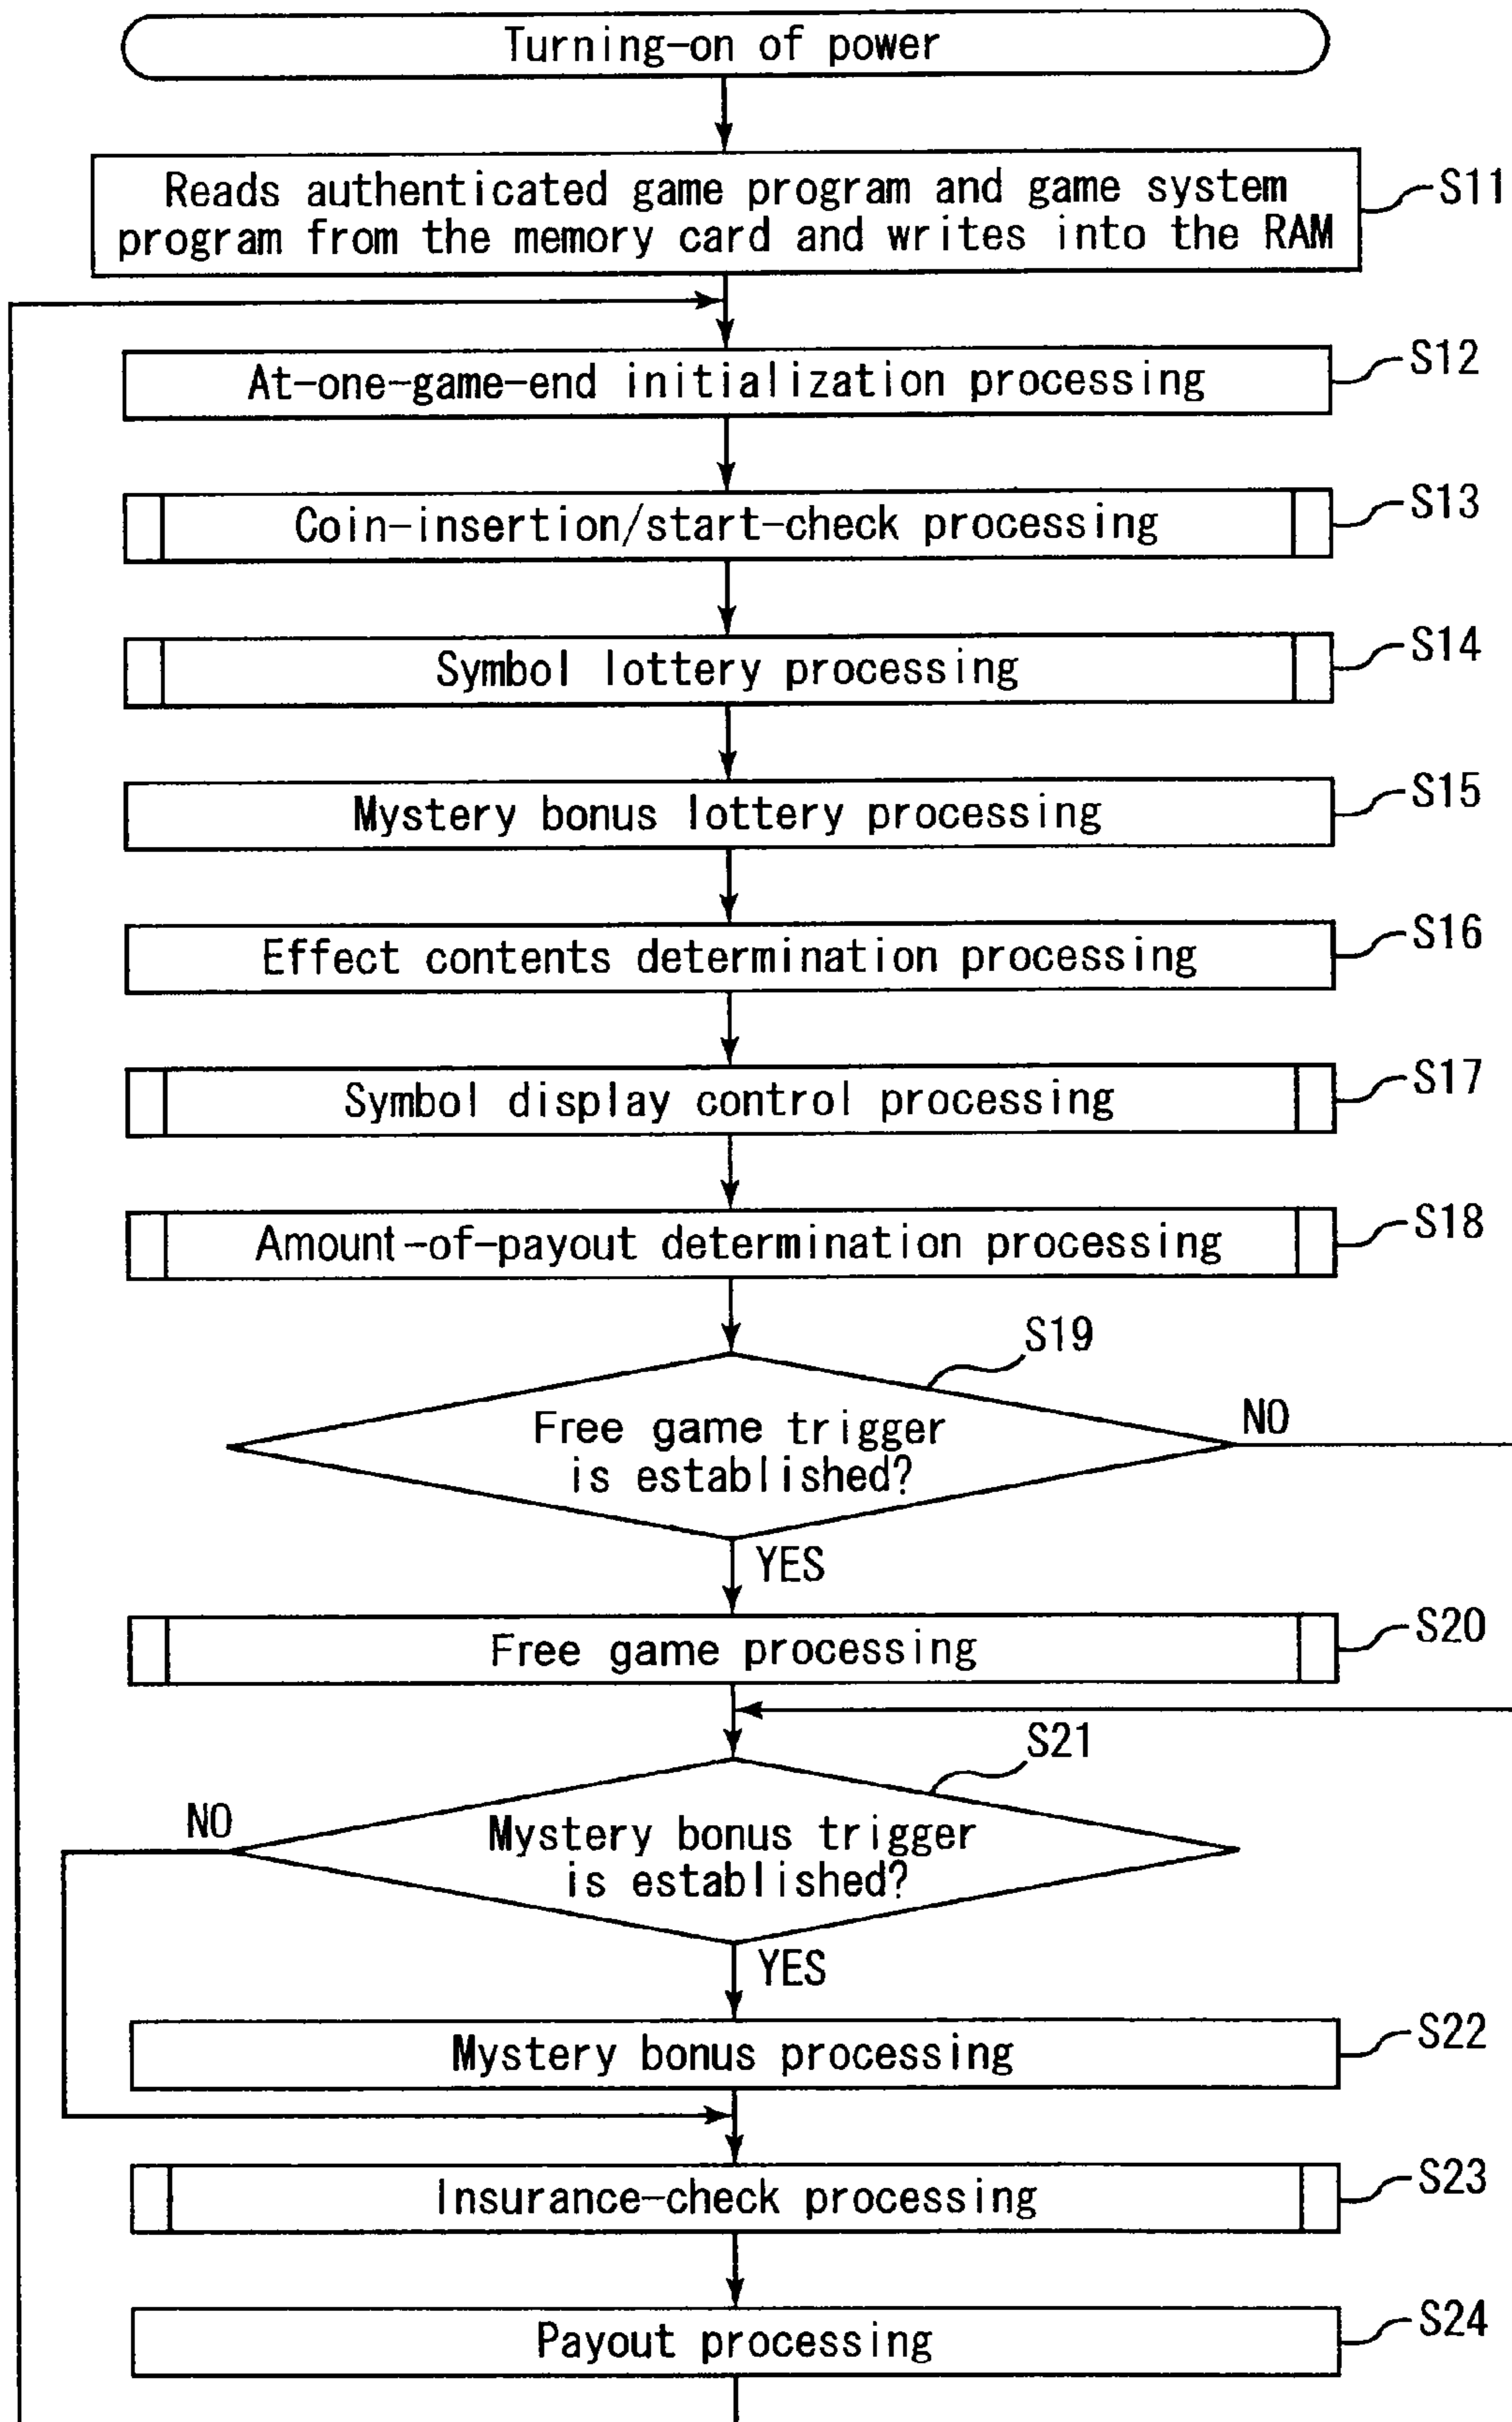 Turning-on of power
Reads authenticated game program and game system
program from the memory card and writes into the RAM
S11
At-one-game-end initialization processing
S12
Coin-insertion/start-check processing
S13
Symbol lottery processing
S14
Mystery bonus lottery processing
S15
Effect contents determination processing
S16
Symbol display control processing
S17
Amount-of-payout determination processing
S18
S19
Free game trigger
is established?
NO
YES
Free game processing
S20
S21
NO
Mystery bonus trigger
is established?
YES
Mystery bonus processing
S22
Insurance-check processing
S23
Payout processing
S24